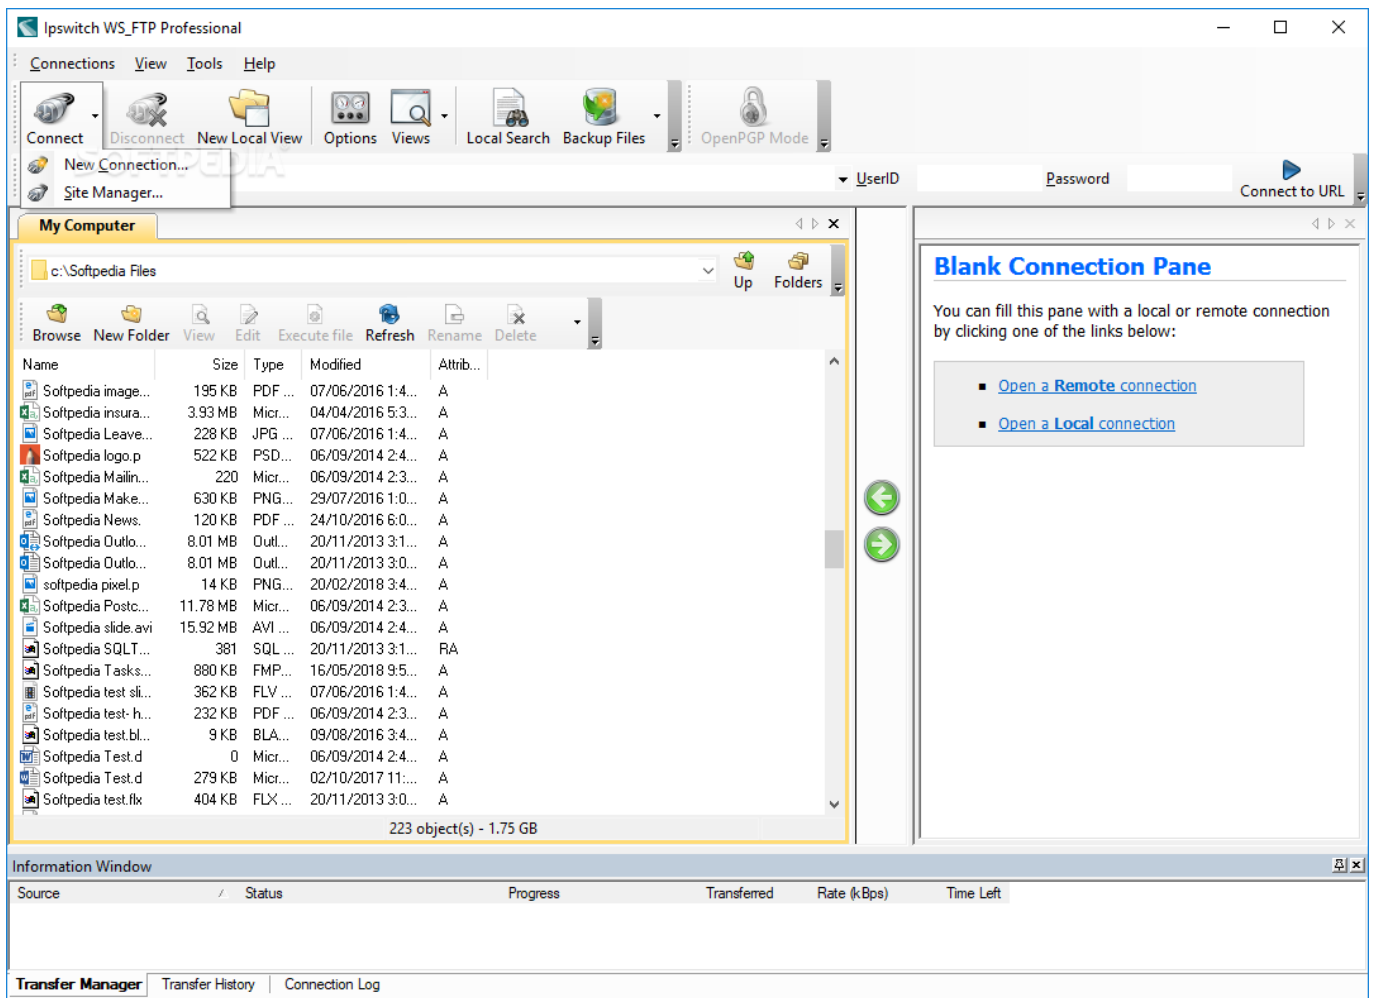 Ipswitch WS_FTP Professional
Connections View Tools Help
Connect Disconnect New Local View Options Views Local Search Backup Files OpenPGP Mode
SOFTPEDIA
New Connection...
Site Manager...
UserID Password Connect to URL
My Computer
c:\Softpedia Files
Up Folders
Browse New Folder View Edit Execute file Refresh Rename Delete
Name Size Type Modified Attrib...
Softpedia image... 195 KB PDF ... 07/06/2016 1:4... A
Softpedia insura... 3.93 MB Micr... 04/04/2016 5:3... A
Softpedia Leave... 228 KB JPG ... 07/06/2016 1:4... A
Softpedia logo.p 522 KB PSD... 06/09/2014 2:4... A
Softpedia Mailin... 220 Micr... 06/09/2014 2:3... A
Softpedia Make... 630 KB PNG... 29/07/2016 1:0... A
Softpedia News. 120 KB PDF ... 24/10/2016 6:0... A
Softpedia Outlo... 8.01 MB Outl... 20/11/2013 3:1... A
Softpedia Outlo... 8.01 MB Outl... 20/11/2013 3:0... A
softpedia pixel.p 14 KB PNG... 20/02/2018 3:4... A
Softpedia Postc... 11.78 MB Micr... 06/09/2014 2:3... A
Softpedia slide.avi 15.92 MB AVI ... 06/09/2014 2:4... A
Softpedia SQLT... 381 SQL ... 20/11/2013 3:1... RA
Softpedia Tasks... 880 KB FMP... 16/05/2018 9:5... A
Softpedia test sli... 362 KB FLV ... 07/06/2016 1:4... A
Softpedia test- h... 232 KB PDF ... 06/09/2014 2:3... A
Softpedia test.bl... 9 KB BLA... 09/08/2016 3:4... A
Softpedia Test.d 0 Micr... 06/09/2014 2:4... A
Softpedia Test.d 279 KB Micr... 02/10/2017 11:... A
Softpedia test.flx 404 KB FLX ... 20/11/2013 3:0... A
223 object(s) - 1.75 GB
Blank Connection Pane
You can fill this pane with a local or remote connection
by clicking one of the links below:
Open a Remote connection
Open a Local connection
Information Window
Source Status Progress Transferred Rate (kBps) Time Left
Transfer Manager Transfer History Connection Log